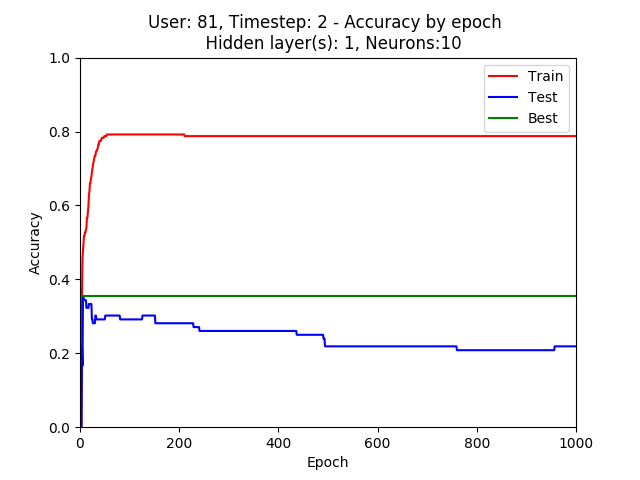 User: 81, Timestep: 2 - Accuracy by epoch
Hidden layer(s): 1, Neurons:10
1.0
0.8
0.6
0.4
0.2
0.0
Accuracy
Train
Test
Best
0 200 400 600 800 1000
Epoch